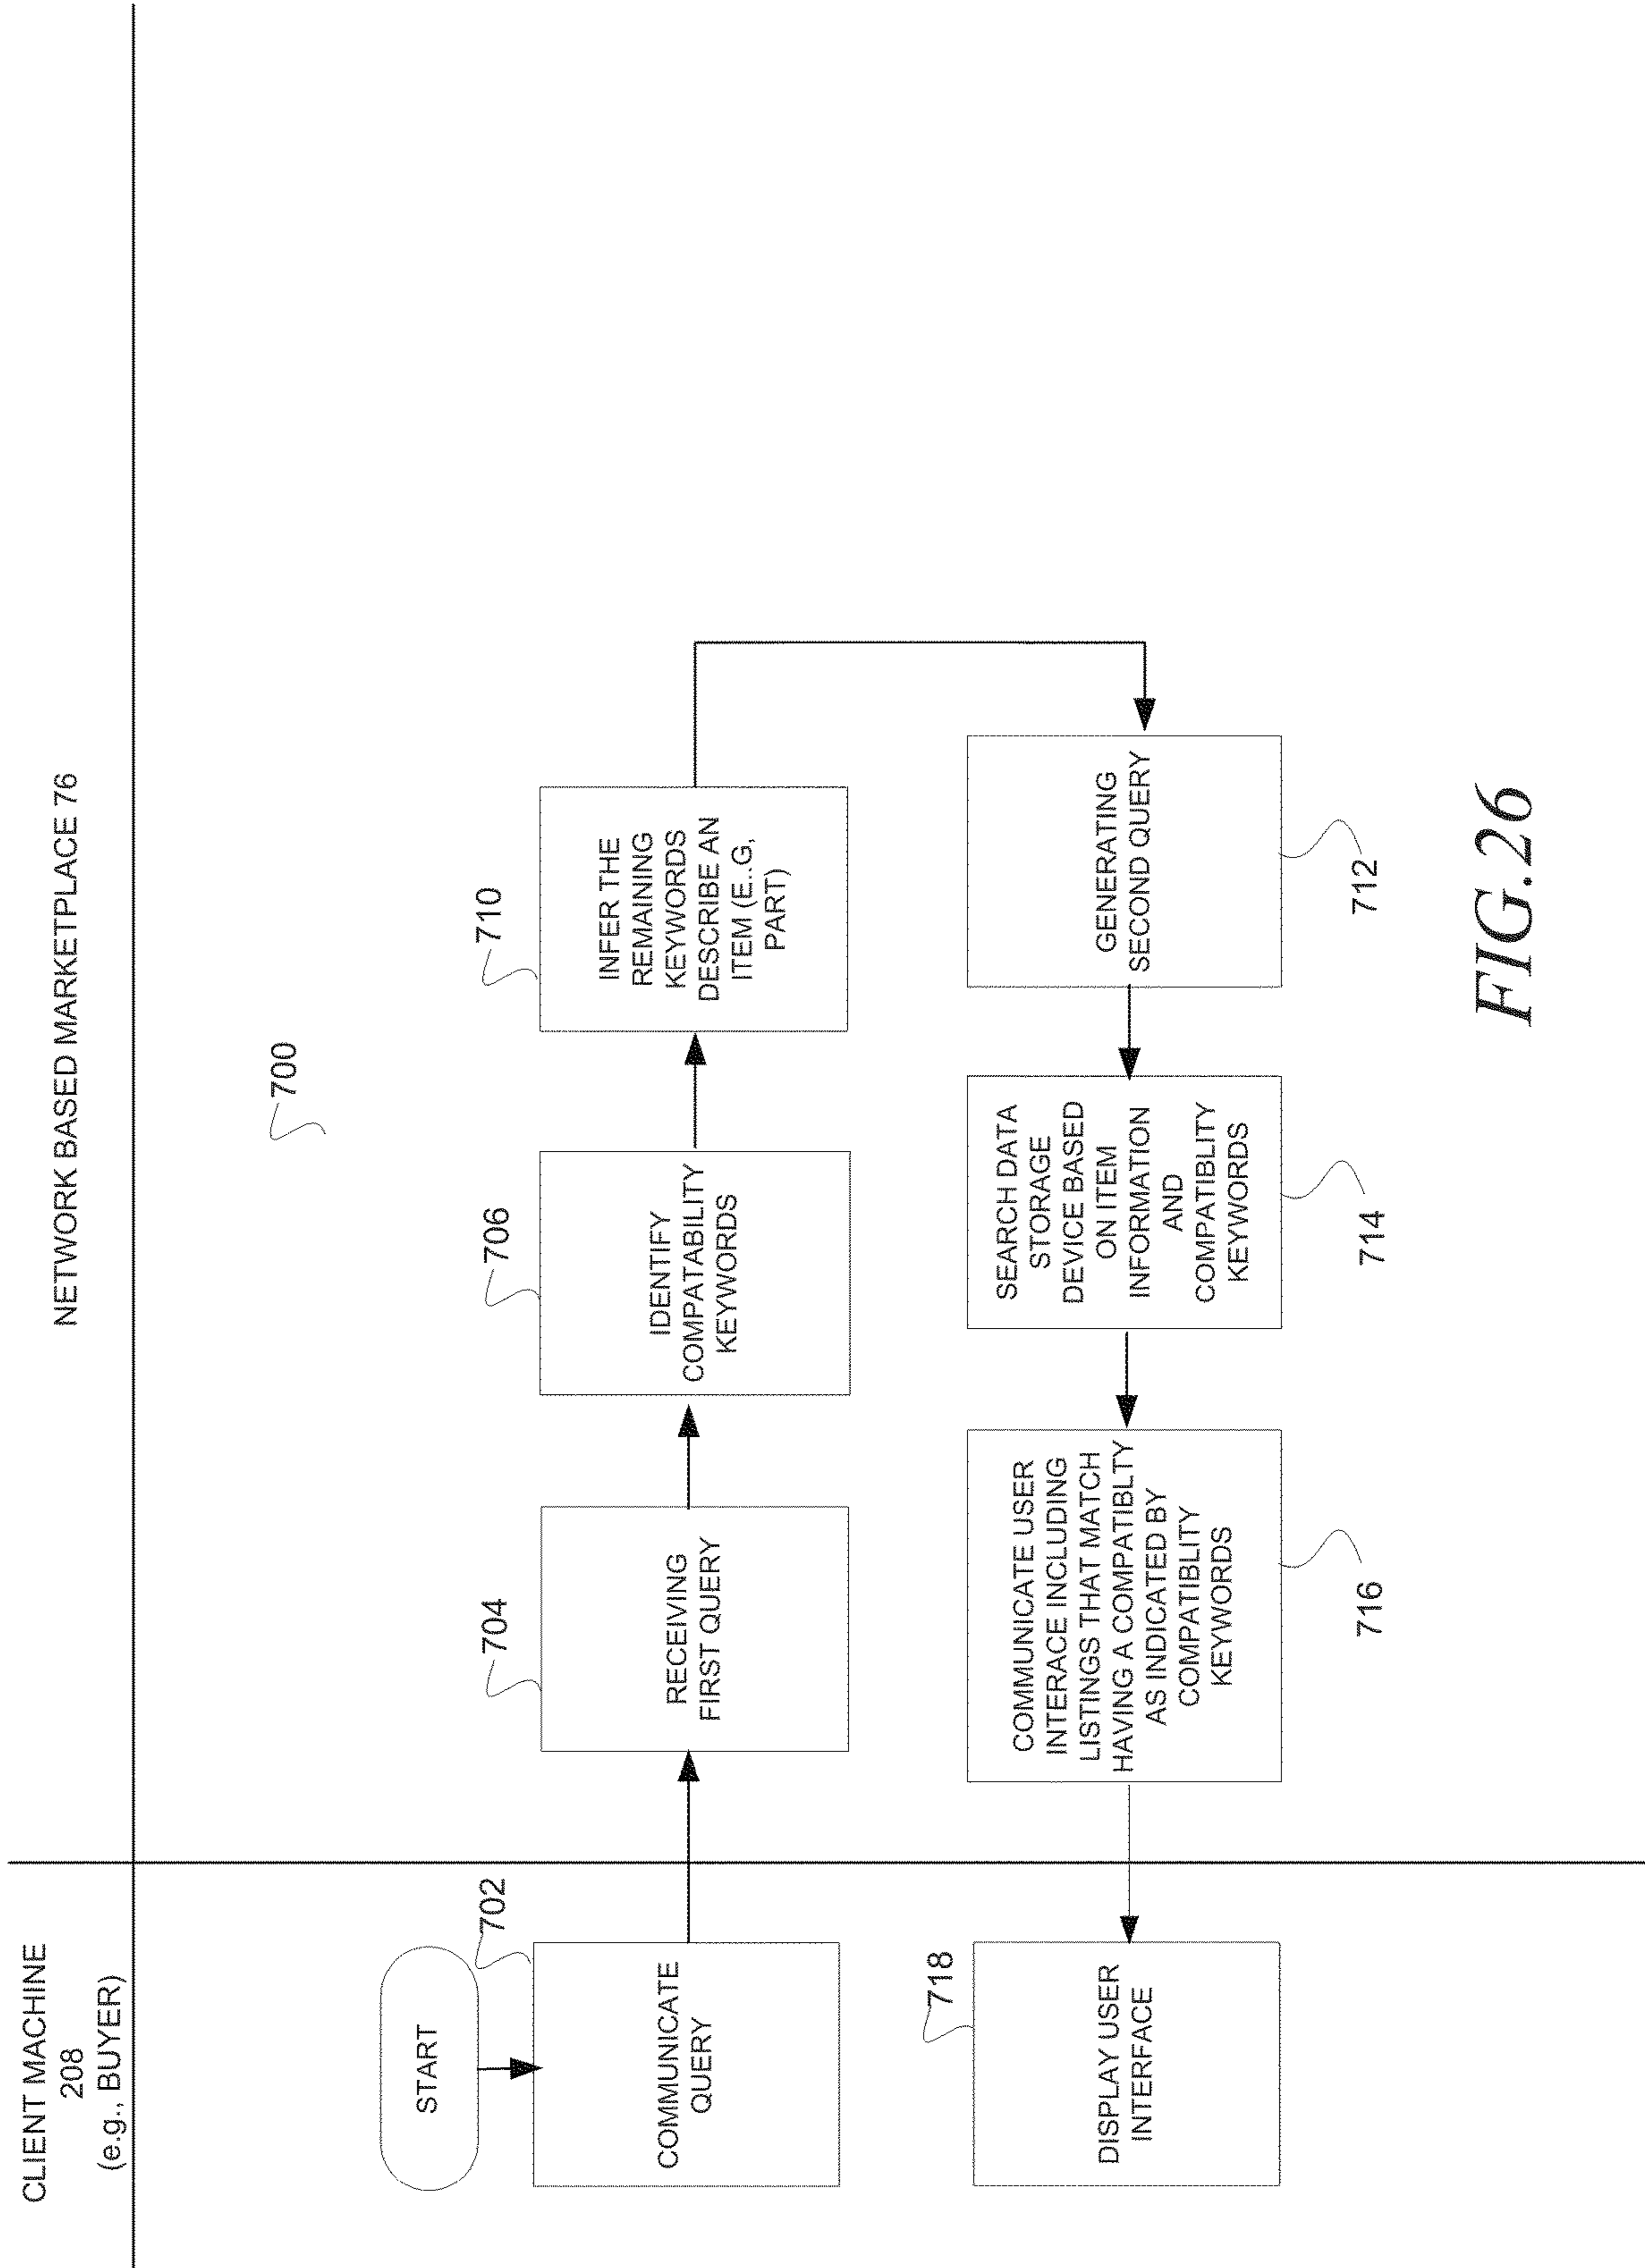 CLIENT MACHINE
208
(e.g., BUYER)
NETWORK BASED MARKETPLACE 76
700
START
702
COMMUNICATE
QUERY
704
RECEIVING
FIRST QUERY
706
IDENTIFY
COMPATABILITY
KEYWORDS
710
INFER THE
REMAINING
KEYWORDS
DESCRIBE AN
ITEM (E..G,
PART)
GENERATING
SECOND QUERY
712
SEARCH DATA
STORAGE
DEVICE BASED
ON ITEM
INFORMATION
AND
COMPATIBLITY
KEYWORDS
714
COMMUNICATE USER
INTERACE INCLUDING
LISTINGS THAT MATCH
HAVING A COMPATIBLTY
AS INDICATED BY
COMPATIBLITY
KEYWORDS
716
718
DISPLAY USER
INTERFACE
FIG.26